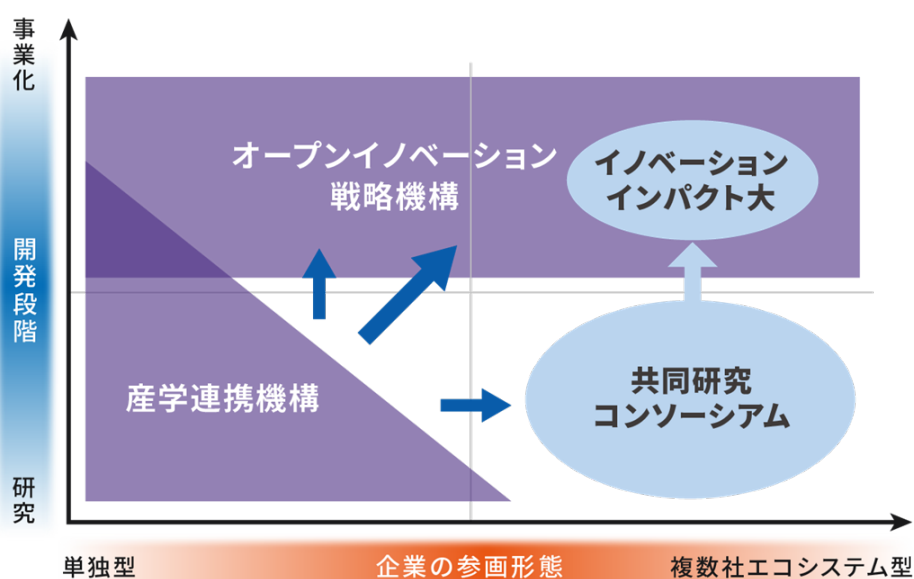 事業化
オープンイノベーション
戦略機構
イノベーション
インパクト大
開発段階
産学連携機構
共同研究
コンソーシアム
研究
単独型
企業の参画形態
複数社エコシステム型